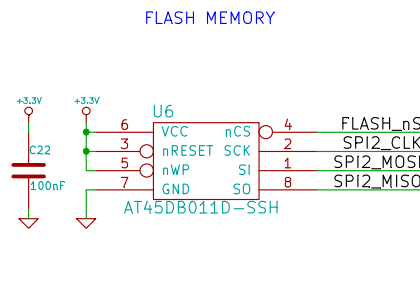 FLASH MEMORY
+3.3V
+3.3V
C22
100nF
U6
6 VCC nCS 4 FLASH_nS
3 nRESET SCK 2 SPI2_CLK
5 nWP SI 1 SPI2_MOSI
7 GND SO 8 SPI2_MISO
AT45DB011D-SSH